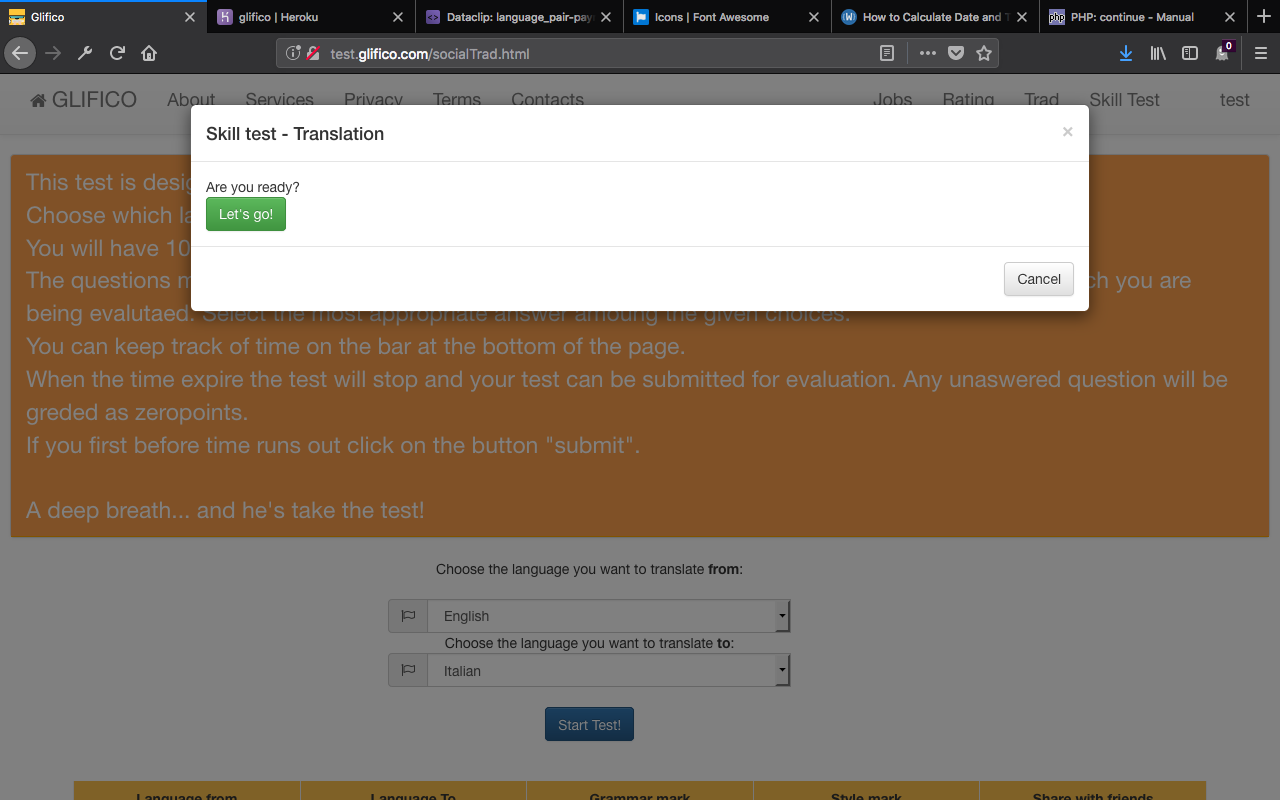 Glifico
glifico | Heroku
Dataclip: language_pair-pay
Icons | Font Awesome
How to Calculate Date and T
php PHP: continue - Manual
test.glifico.com/socialTrad.html
0
GLIFICO About Services Privacy Terms Contacts Jobs Rating Trad Skill Test test
Skill test - Translation ×
Are you ready?
Let's go!
Cancel
This test is desig
Choose which la
You will have 10
The questions m ch you are
being evalutaed. Select the most appropriate answer amoung the given choices.
You can keep track of time on the bar at the bottom of the page.
When the time expire the test will stop and your test can be submitted for evaluation. Any unaswered question will be
greded as zeropoints.
If you first before time runs out click on the button "submit".
A deep breath... and he's take the test!
Choose the language you want to translate from:
English
Choose the language you want to translate to:
Italian
Start Test!
Language from Language To Grammar mark Style mark Share with friends